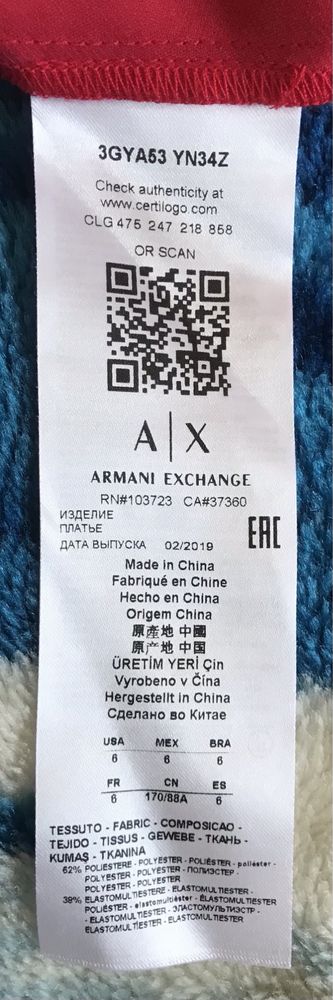 3GYA53 YN34Z
Check authenticity at
www.certilogo.com
CLG 475 247 218 858
OR SCAN
A|X
ARMANI EXCHANGE
RN#103723 CA#37360
ИЗДЕЛИЕ
ПЛАТЬЕ
ДАТА ВЫПУСКА 02/2019
EAC
Made in China
Fabriqué en Chine
Hecho en China
Origem China
原產地 中國
原产地 中国
ÜRETİM YERİ Çin
Vyrobeno v Čína
Hergestellt in China
Сделано во Китае
USA MEX BRA
6 6 6
FR CN ES
6 170/88A 6
TESSUTO - FABRIC - COMPOSICAO -
TEJIDO - TISSUS - GEWEBE - ТКАНЬ -
KUMAŞ - TKANINA
62% POLIESTERE - POLYESTER - POLIÉSTER - poliéster -
POLYESTER - POLYESTER - ПОЛИЭСТЕР -
POLYESTER - POLYESTER
38% ELASTOMULTIESTERE - ELASTOMULTIESTER -
POLIÉSTER - elastomultiéster - ÉLASTOMULTIESTER
- ELASTOMULTIESTER - ЭЛАСТОМУЛЬТИЭСТР -
ELASTOMULTIESTER - ELASTOMULTIESTER -
ELASTOMULTIESTER